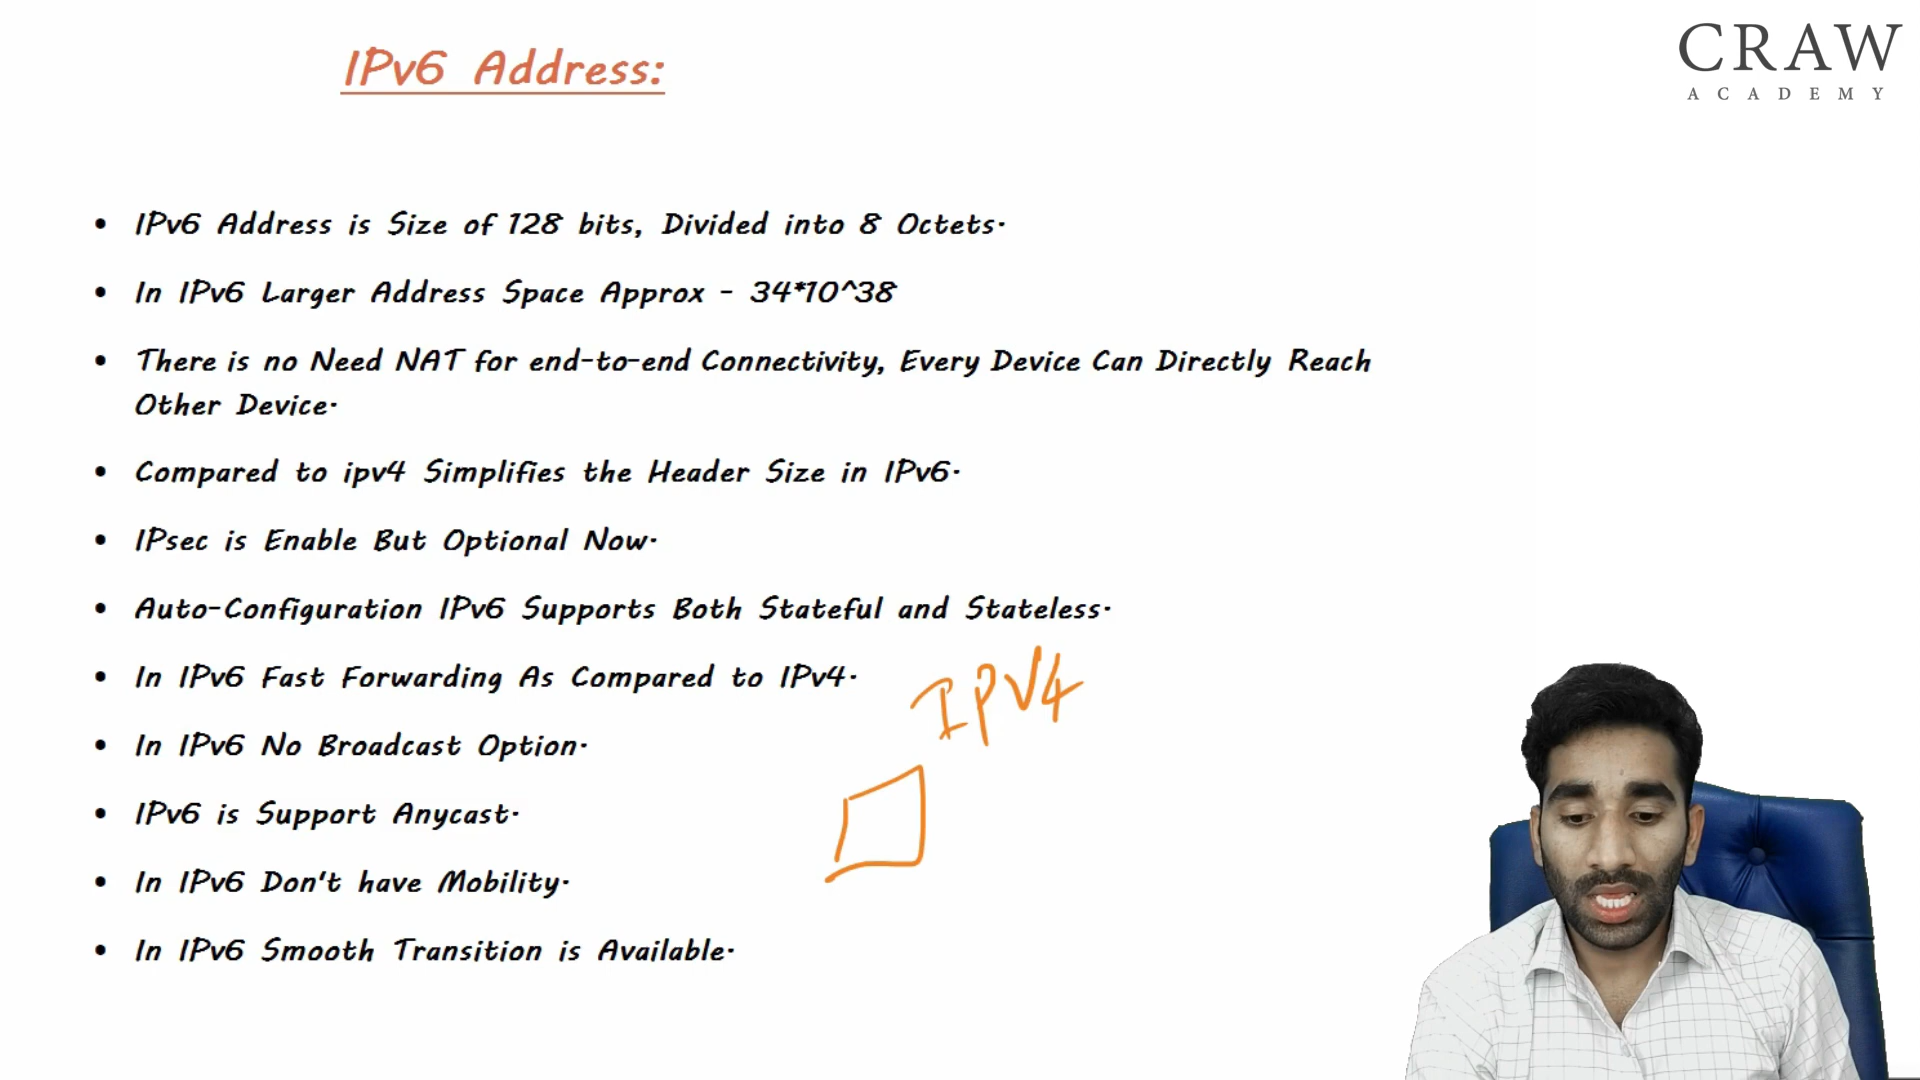 IPv6 Address:
CRAW
ACADEMY
• IPv6 Address is Size of 128 bits, Divided into 8 Octets.
• In IPv6 Larger Address Space Approx - 34*10^38
• There is no Need NAT for end-to-end Connectivity, Every Device Can Directly Reach
Other Device.
• Compared to ipv4 Simplifies the Header Size in IPv6.
• IPsec is Enable But Optional Now.
• Auto-Configuration IPv6 Supports Both Stateful and Stateless.
• In IPv6 Fast Forwarding As Compared to IPv4.
IPV4
• In IPv6 No Broadcast Option.
• IPv6 is Support Anycast.
• In IPv6 Don't have Mobility.
• In IPv6 Smooth Transition is Available.